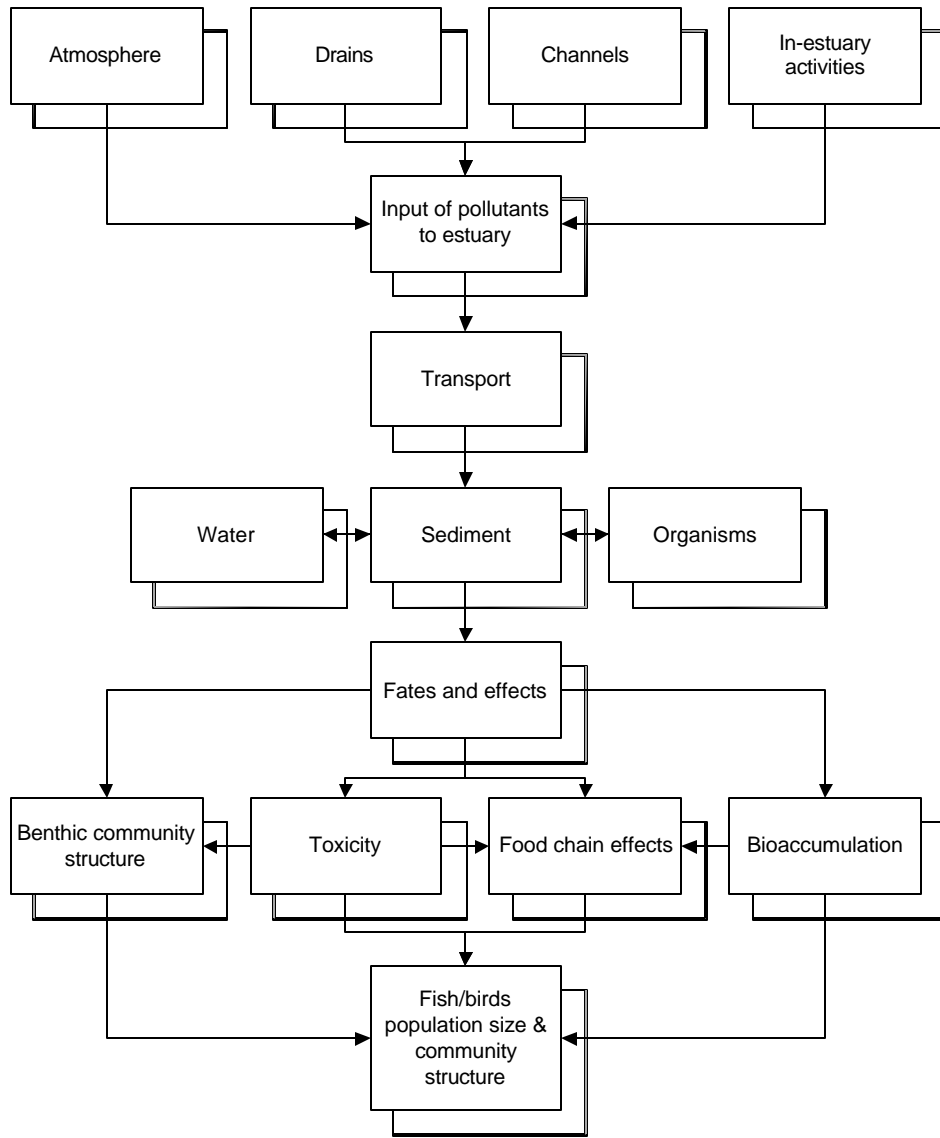 Atmosphere
Drains
Channels
In-estuary
activities
Input of pollutants
to estuary
Transport
Water
Sediment
Organisms
Fates and effects
Benthic community
structure
Toxicity
Food chain effects
Bioaccumulation
Fish/birds
population size &
community
structure